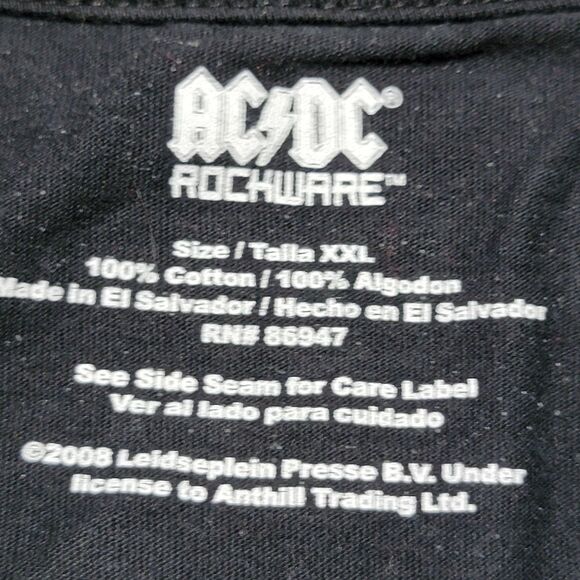 AC⚡DC®
ROCKWARE™
Size / Talla XXL
100% Cotton / 100% Algodon
Made in El Salvador / Hecho en El Salvador
RN# 86947
See Side Seam for Care Label
Ver al lado para cuidado
©2008 Leidseplein Presse B.V. Under
license to Anthill Trading Ltd.